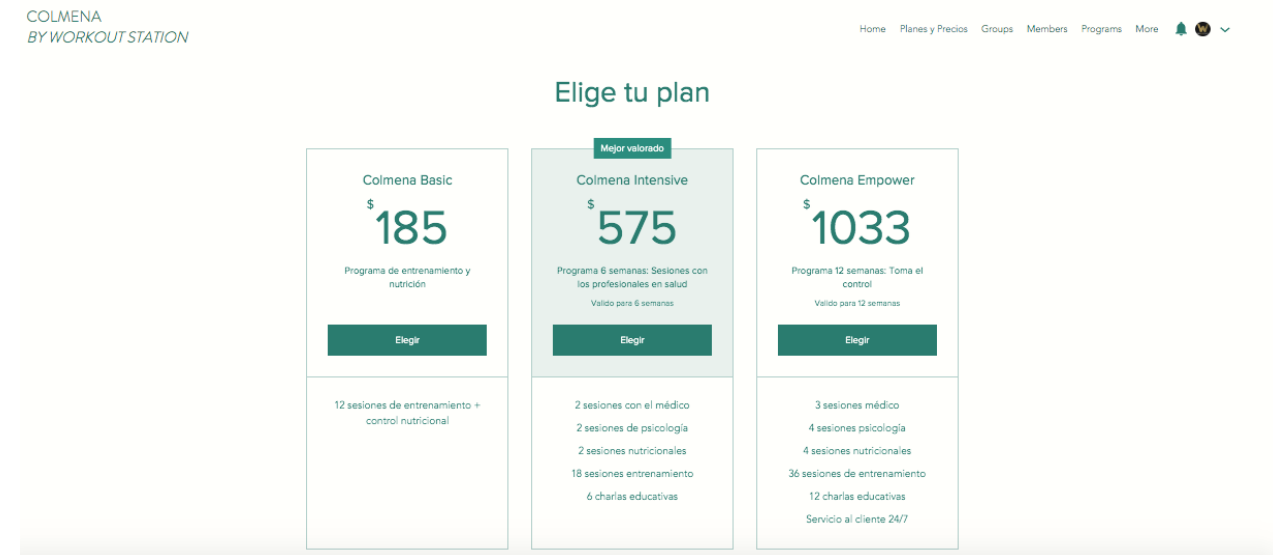 COLMENA
BY WORKOUT STATION
Home Planes y Precios Groups Members Programs More
Elige tu plan
Colmena Basic
$
185
Programa de entrenamiento y
nutrición
Elegir
12 sesiones de entrenamiento +
control nutricional
Mejor valorado
Colmena Intensive
$
575
Programa 6 semanas: Sesiones con
los profesionales en salud
Valido para 6 semanas
Elegir
2 sesiones con el médico
2 sesiones de psicología
2 sesiones nutricionales
18 sesiones entrenamiento
6 charlas educativas
Colmena Empower
$
1033
Programa 12 semanas: Toma el
control
Valido para 12 semanas
Elegir
3 sesiones médico
4 sesiones psicología
4 sesiones nutricionales
36 sesiones de entrenamiento
12 charlas educativas
Servicio al cliente 24/7